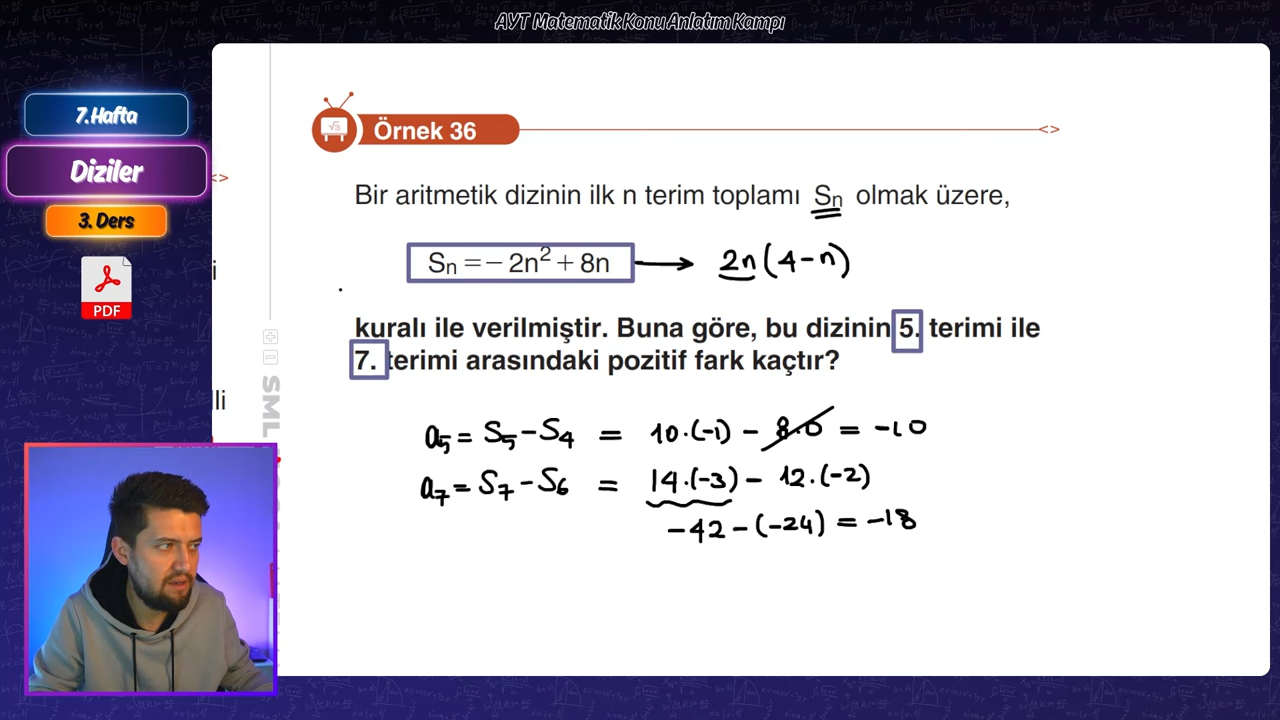 AYT Matematik Konu Anlatım Kampı
7.Hafta
Diziler
3. Ders
PDF
<>
i
lli
SML
√3
Örnek 36
<>
Bir aritmetik dizinin ilk n terim toplamı Sn olmak üzere,
Sn = – 2n² + 8n → 2n(4-n)
kuralı ile verilmiştir. Buna göre, bu dizinin 5. terimi ile
7. terimi arasındaki pozitif fark kaçtır?
a5 = S5 - S4 = 10.(-1) - 8.0 = -10
a7 = S7 - S6 = 14.(-3) - 12.(-2)
-42 - (-24) = -18